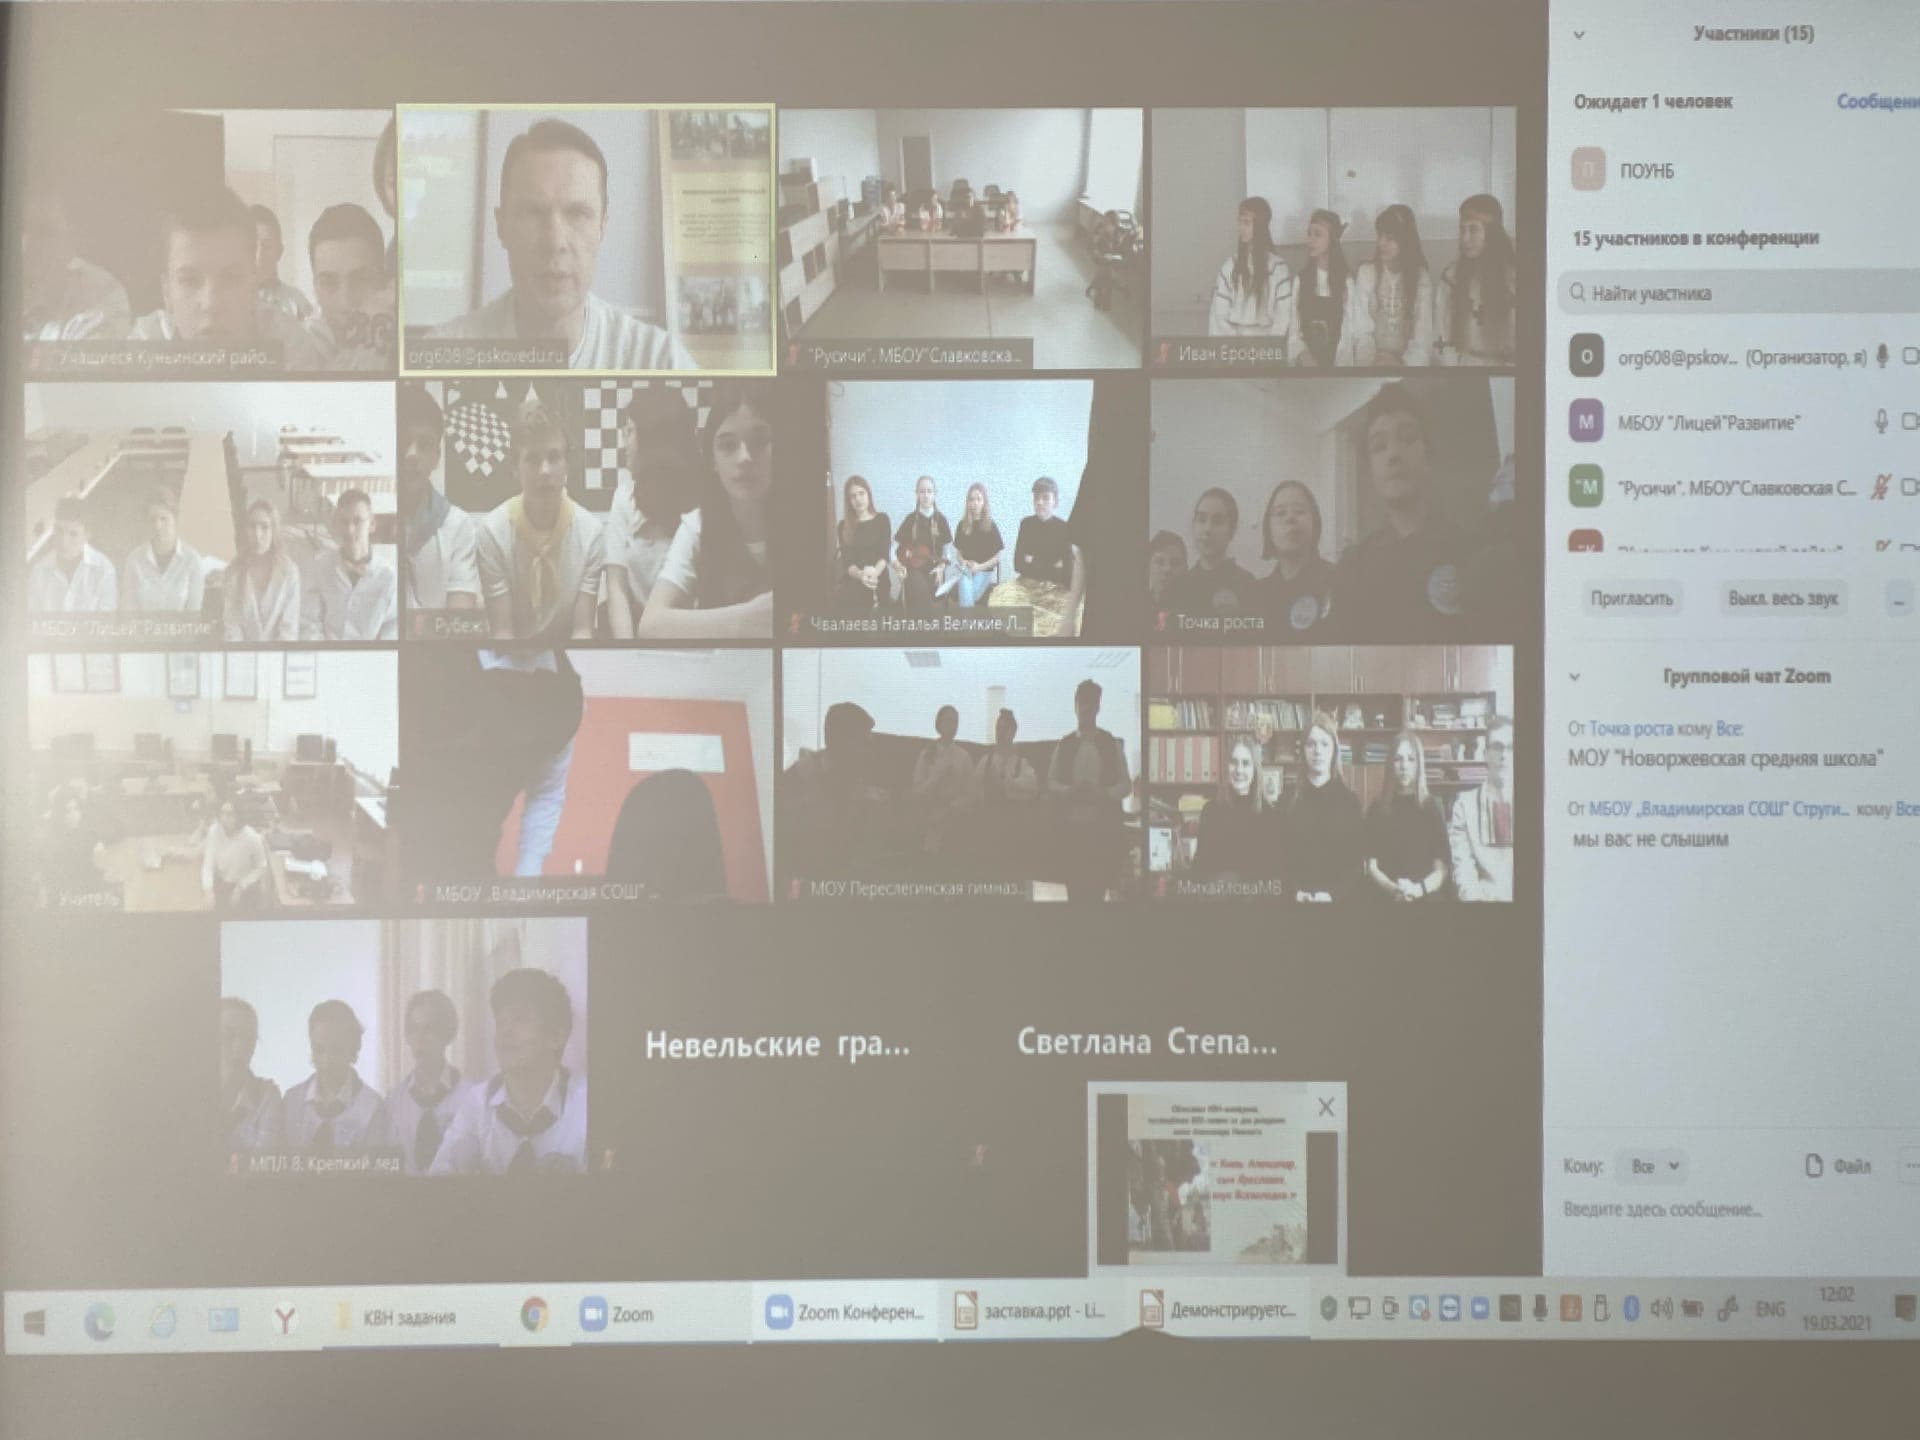 Участники (15)
Ожидает 1 человек
Сообщени
П
ПОУНБ
15 участников в конференции
Найти участника
O
org608@pskov... (Организатор, я)
М
МБОУ "Лицей"Развитие"
"М
"Русичи". МБОУ"Славковская С...
Пригласить
Выкл. весь звук
...
Групповой чат Zoom
От Точка роста кому Все:
МОУ "Новоржевская средняя школа"
От МБОУ „Владимирская СОШ" Струги... кому Все
мы вас не слышим
Кому: Все
Файл
Введите здесь сообщение...
Учащиеся Куньинский райо...
org608@pskovedu.ru
"Русичи". МБОУ"Славковска...
Иван Ерофеев
МБОУ "Лицей"Развитие"
Рубеж
Чвалаева Наталья Великие Л...
Точка роста
Учитель
МБОУ „Владимирская СОШ" ...
МОУ Переслегинская гимназ...
МихайловаМВ
МПЛ 8. Крепкий лед
Невельские гра...
Светлана Степа...
« Князь Александр,
сын Ярославов,
внук Всеволодов »
КВН задания
Zoom
Zoom Конферен...
заставка.ppt - Li...
Демонстрируетс...
ENG
12:02
19.03.2021